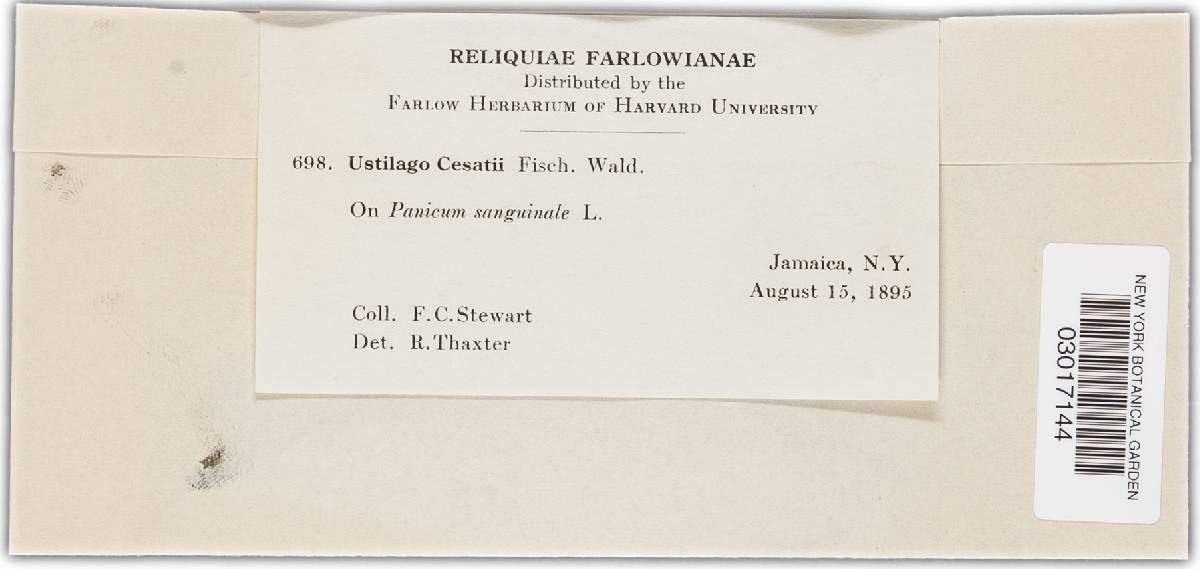 RELIQUIAE FARLOWIANAE
Distributed by the
FARLOW HERBARIUM OF HARVARD UNIVERSITY
698. Ustilago Cesatii Fisch. Wald.
On Panicum sanguinale L.
Jamaica, N.Y.
August 15, 1895
Coll. F.C.Stewart
Det. R.Thaxter
NEW YORK BOTANICAL GARDEN
03017144